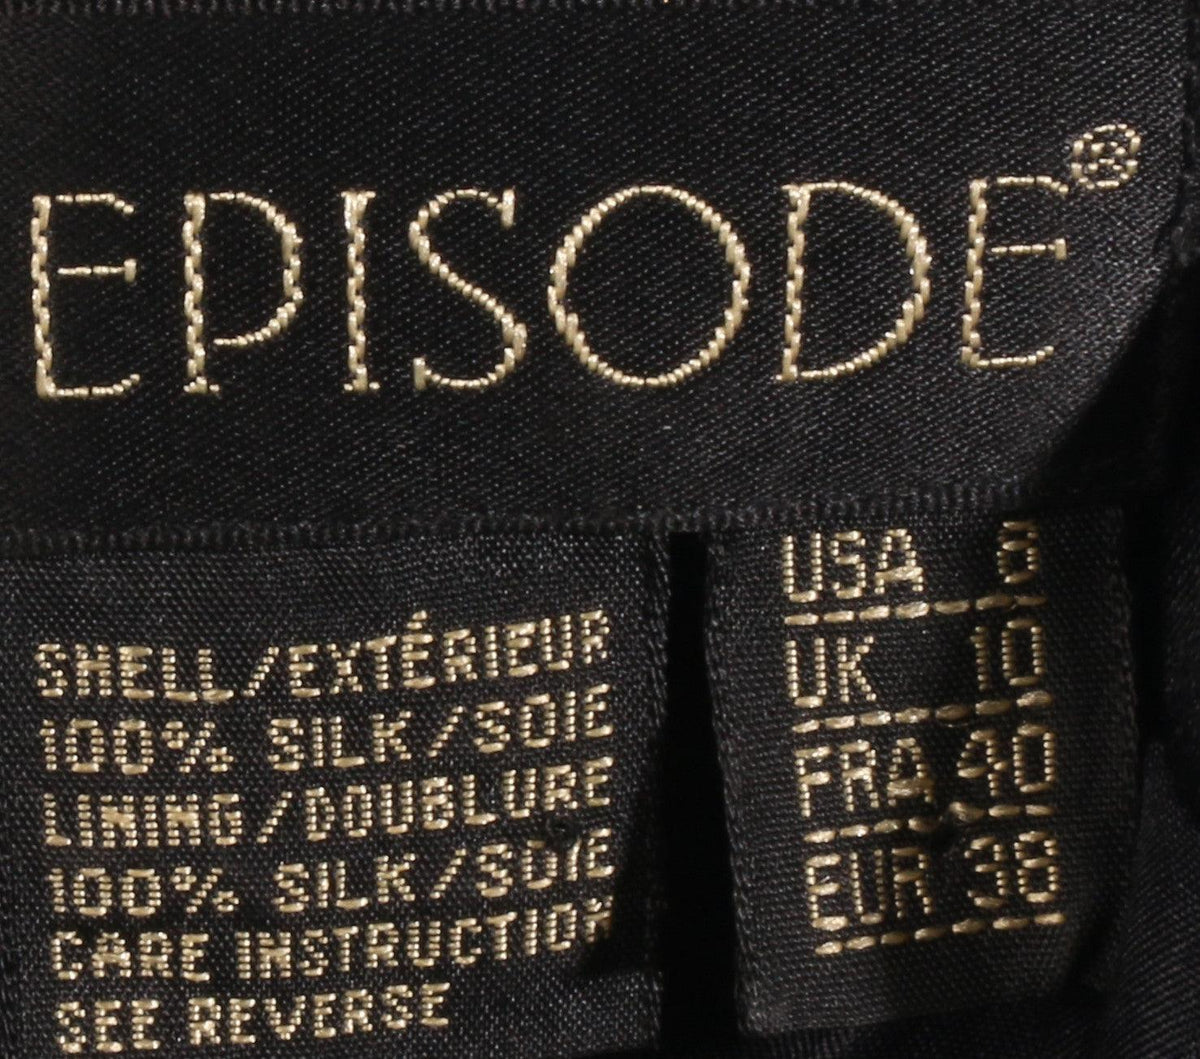 EPISODE®
SHELL/EXTÉRIEUR
100% SILK/SOIE
LINING/DOUBLURE
100% SILK/SOIE
CARE INSTRUCTION
SEE REVERSE
USA 8
UK 10
FRA 40
EUR 38